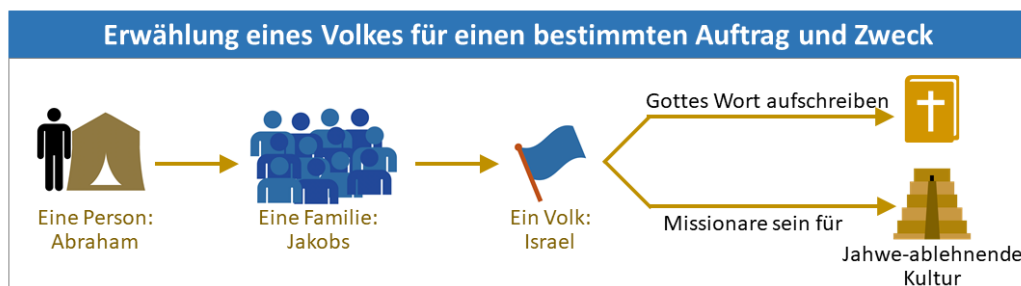 Erwählung eines Volkes für einen bestimmten Auftrag und Zweck
Gottes Wort aufschreiben
Eine Person:
Abraham
Eine Familie:
Jakobs
Ein Volk:
Israel
Missionare sein für
Jahwe-ablehnende
Kultur